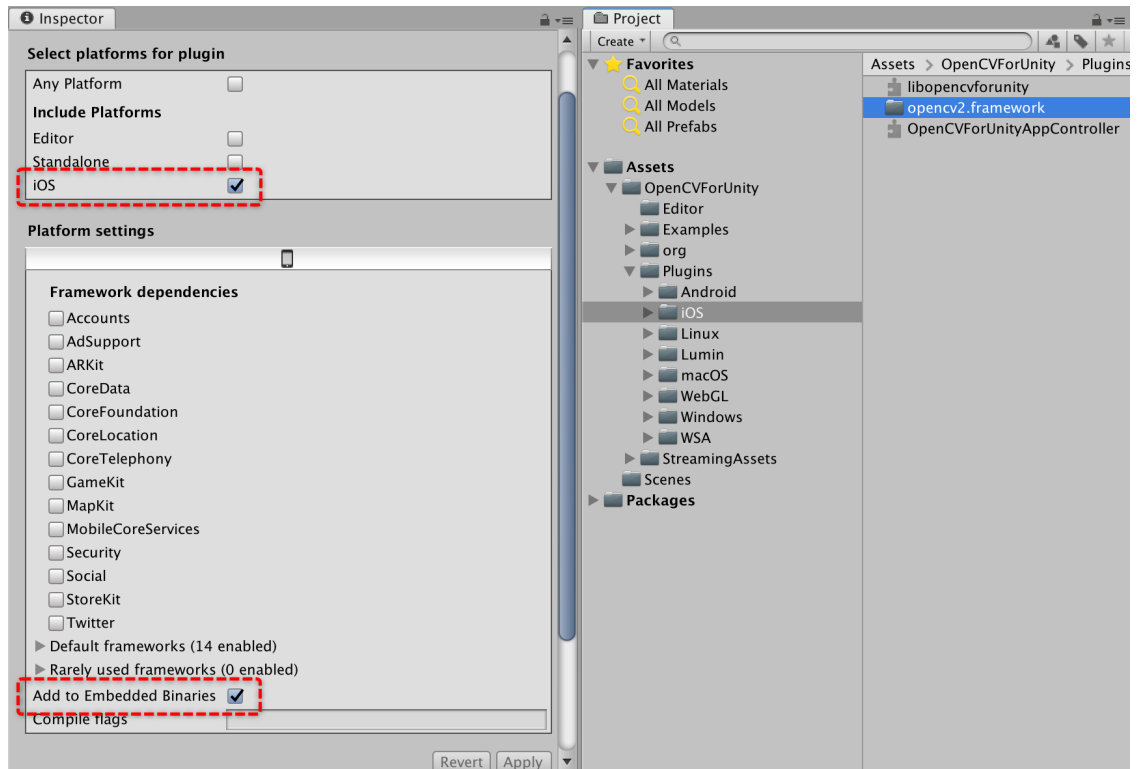 Inspector
Select platforms for plugin
Any Platform
Include Platforms
Editor
Standalone
iOS
Platform settings
Framework dependencies
Accounts
AdSupport
ARKit
CoreData
CoreFoundation
CoreLocation
CoreTelephony
GameKit
MapKit
MobileCoreServices
Security
Social
StoreKit
Twitter
Default frameworks (14 enabled)
Rarely used frameworks (0 enabled)
Add to Embedded Binaries
Compile flags
Revert Apply
Project
Create
Favorites
All Materials
All Models
All Prefabs
Assets
OpenCVForUnity
Editor
Examples
org
Plugins
Android
iOS
Linux
Lumin
macOS
WebGL
Windows
WSA
StreamingAssets
Scenes
Packages
Assets > OpenCVForUnity > Plugins
libopencvforunity
opencv2.framework
OpenCVForUnityAppController